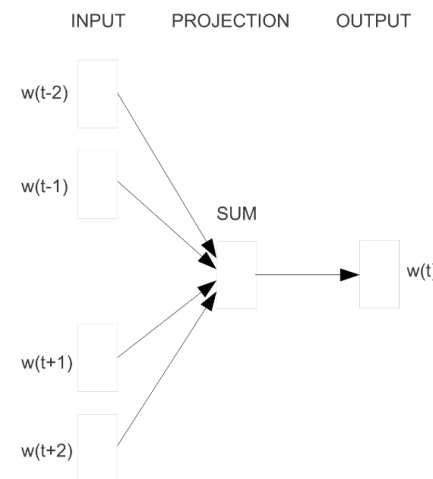 INPUT PROJECTION OUTPUT
w(t-2)
w(t-1)
SUM
w(t)
w(t+1)
w(t+2)